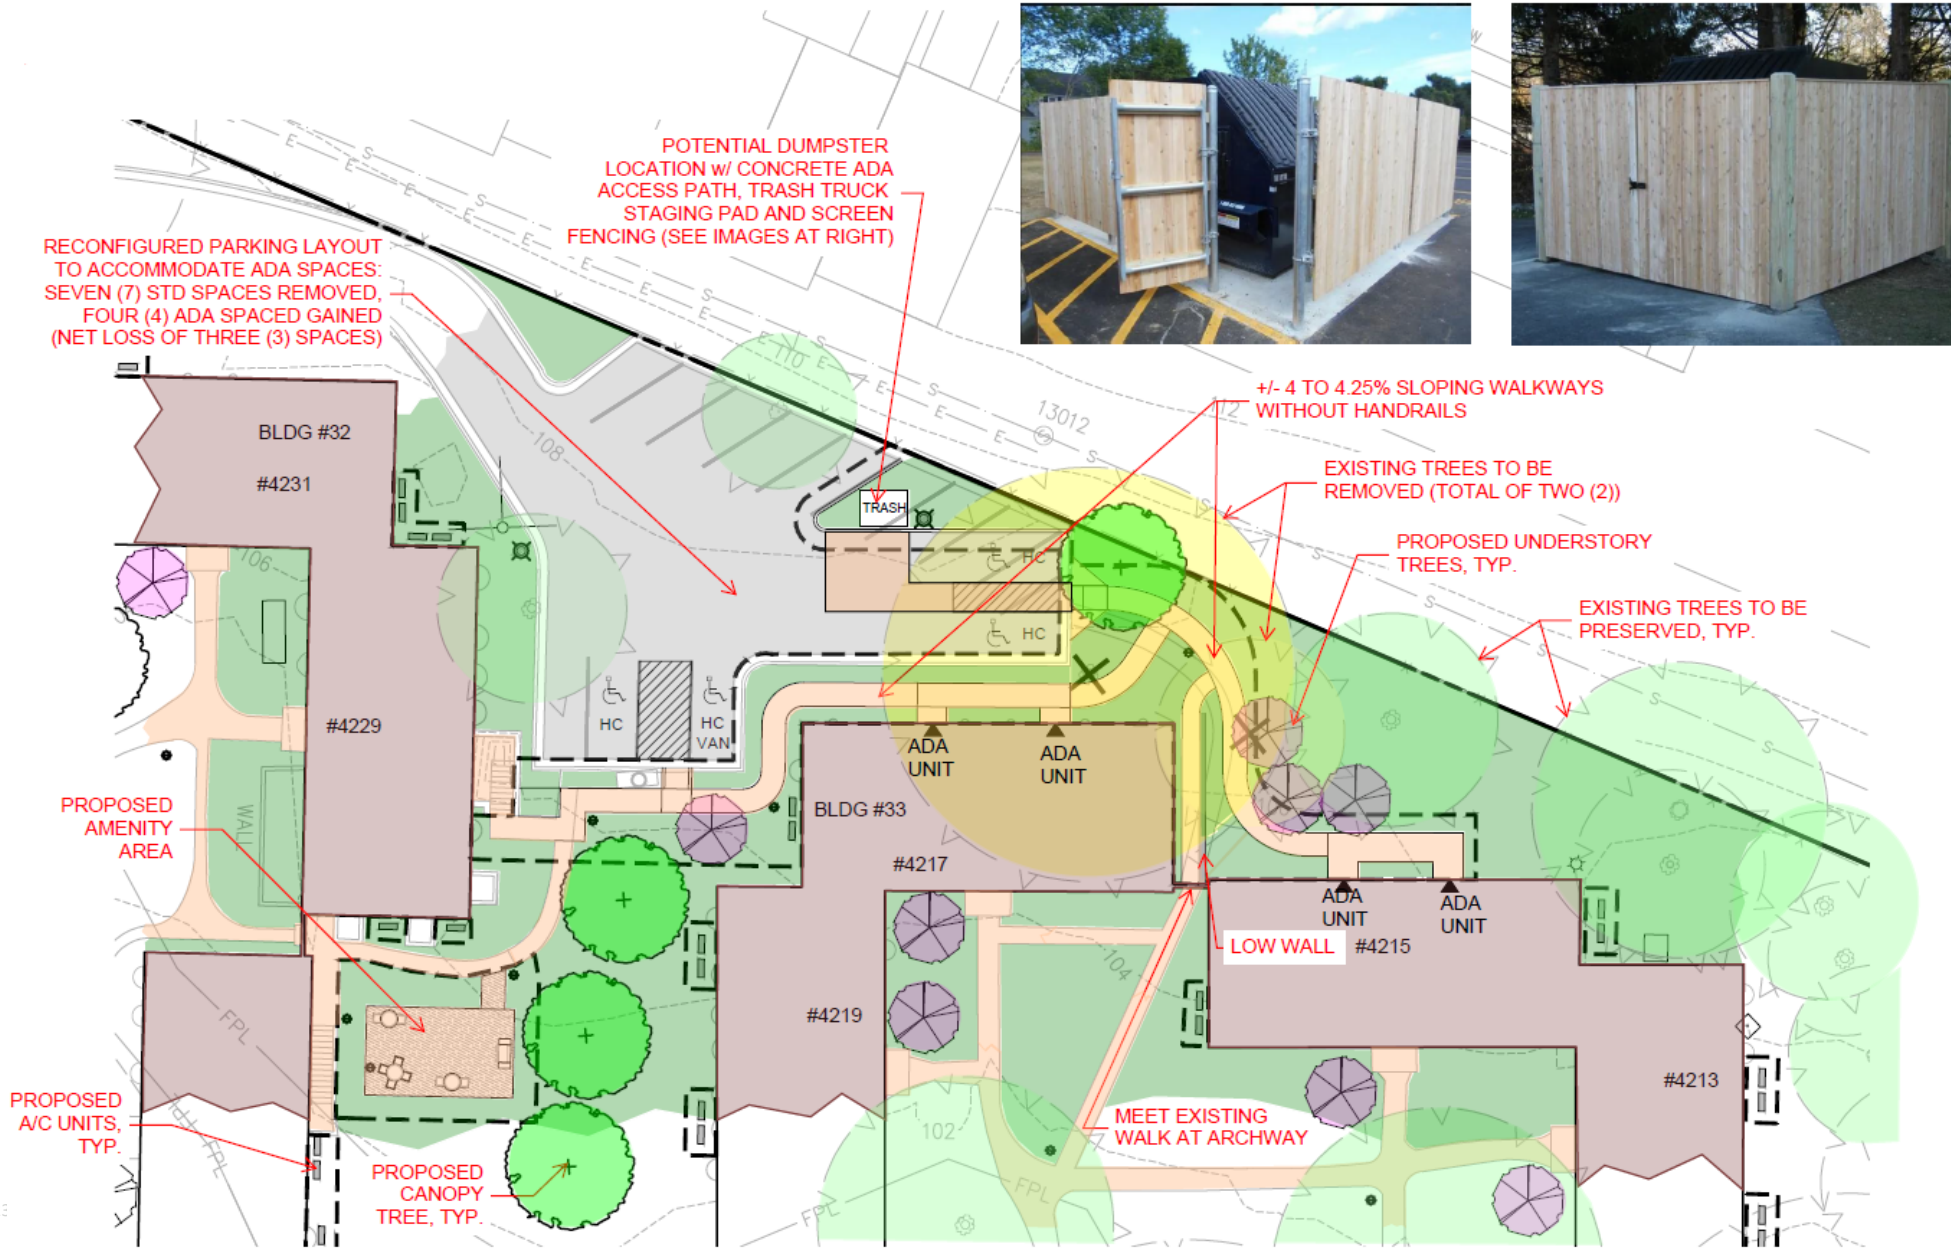 POTENTIAL DUMPSTER
LOCATION w/ CONCRETE ADA
ACCESS PATH, TRASH TRUCK
STAGING PAD AND SCREEN
FENCING (SEE IMAGES AT RIGHT)
RECONFIGURED PARKING LAYOUT
TO ACCOMMODATE ADA SPACES:
SEVEN (7) STD SPACES REMOVED,
FOUR (4) ADA SPACED GAINED
(NET LOSS OF THREE (3) SPACES)
+/- 4 TO 4.25% SLOPING WALKWAYS
WITHOUT HANDRAILS
EXISTING TREES TO BE
REMOVED (TOTAL OF TWO (2))
PROPOSED UNDERSTORY
TREES, TYP.
EXISTING TREES TO BE
PRESERVED, TYP.
110
112
13012
108
106
BLDG #32
#4231
#4229
TRASH
HC
HC
HC
HC
VAN
ADA
UNIT
ADA
UNIT
BLDG #33
#4217
#4219
PROPOSED
AMENITY
AREA
WALL
ADA
UNIT
ADA
UNIT
LOW WALL
#4215
#4213
104
102
FPL
FPL
FPL
FPL
FPL
MEET EXISTING
WALK AT ARCHWAY
PROPOSED
A/C UNITS,
TYP.
PROPOSED
CANOPY
TREE, TYP.